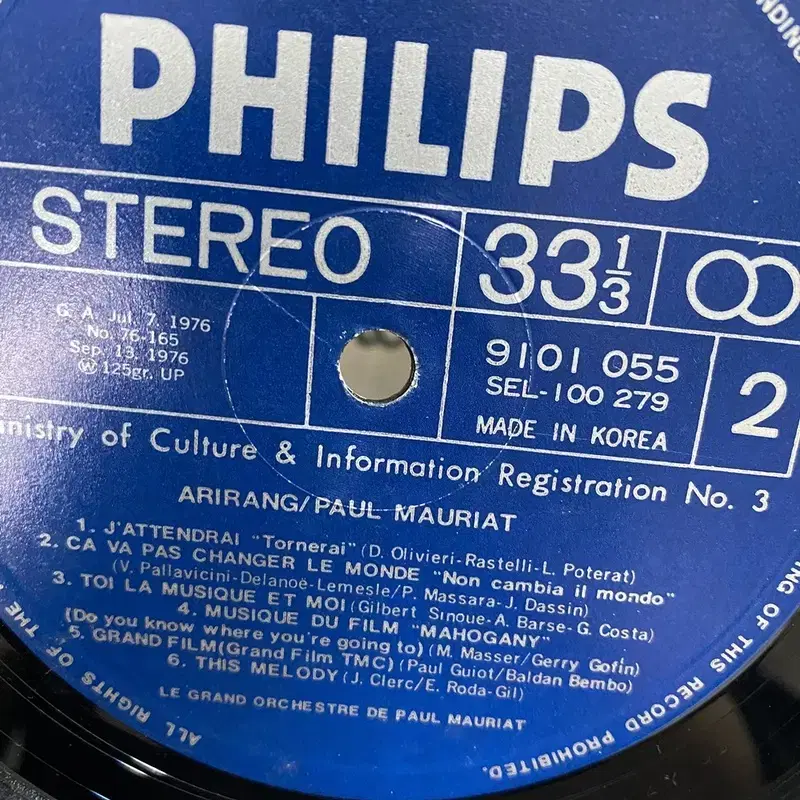 PHILIPS
STEREO
33 1/3
G. A. Jul. 7. 1976
No. 76-165
Sep. 13. 1976
Ⓦ 125gr. UP
9101 055
SEL-100 279
MADE IN KOREA
2
nistry of Culture & Information Registration No. 3
ARIRANG/PAUL MAURIAT
1. J'ATTENDRAI "Tornerai" (D. Olivieri-Rastelli-L. Poterat)
2. CA VA PAS CHANGER LE MONDE "Non cambia il mondo"
(V. Pallavicini-Delanoë-Lemesle/P. Massara-J. Dassin)
3. TOI LA MUSIQUE ET MOI (Gilbert Sinoue-A. Barse-G. Costa)
4. MUSIQUE DU FILM "MAHOGANY"
(Do you know where you're going to) (M. Masser/Gerry Gofin)
5. GRAND FILM (Grand Film TMC) (Paul Guiot/Baldan Bembo)
6. THIS MELODY (J. Clerc/E. Roda-Gil)
LE GRAND ORCHESTRE DE PAUL MAURIAT
ALL RIGHTS OF THE
NG OF THIS RECORD PROHIBITED.